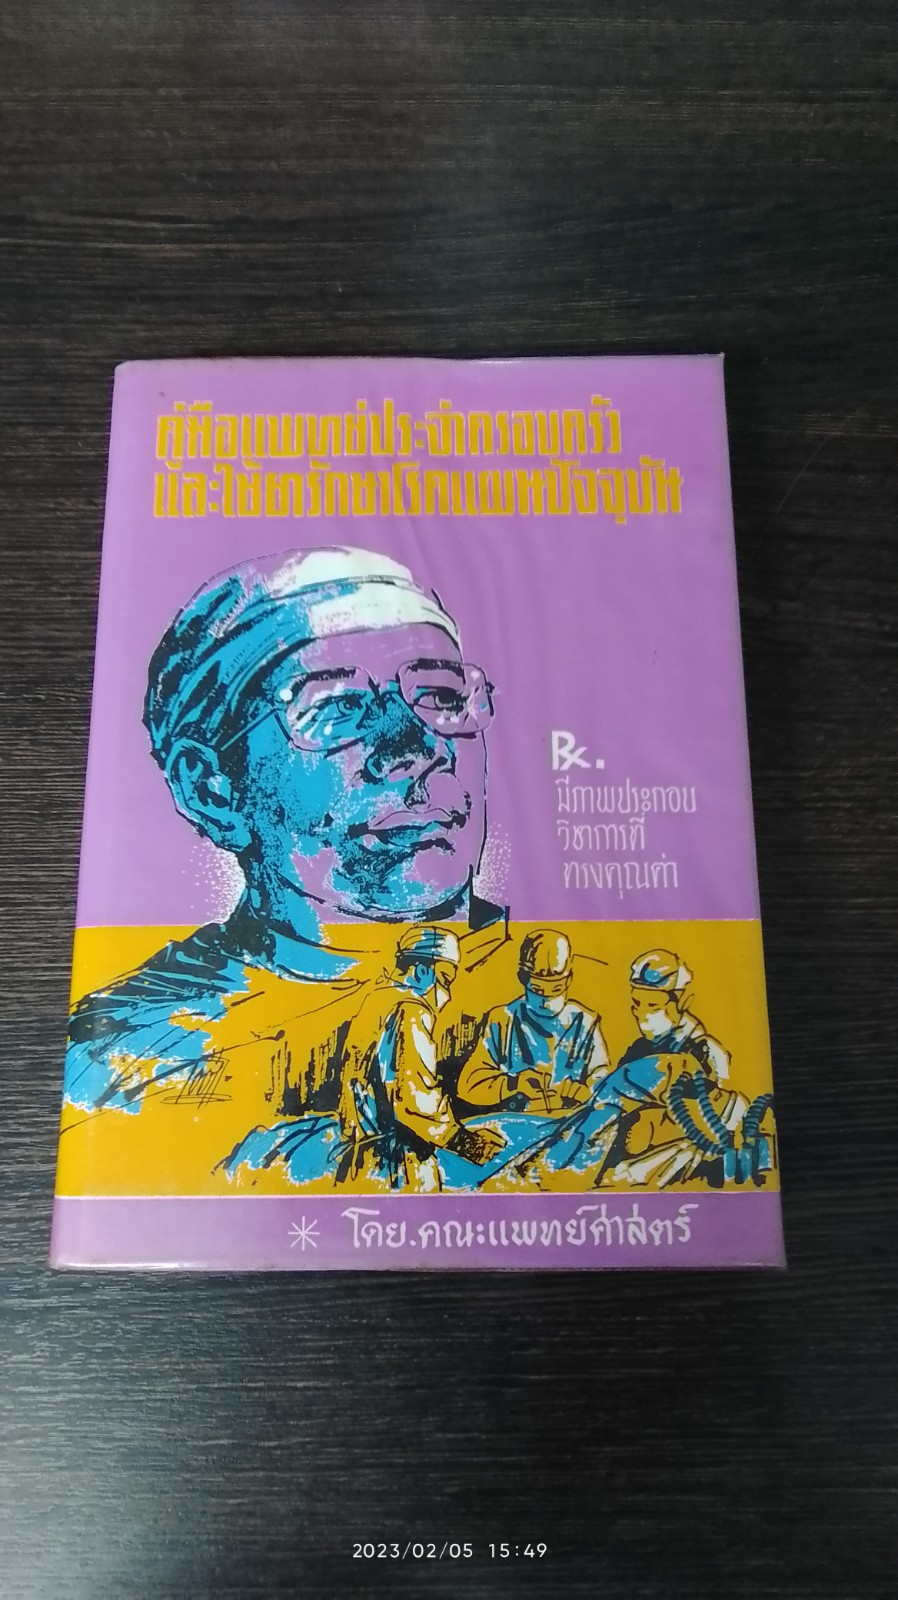 คู่มือแพทย์ประจำครอบครัว
และใช้ยารักษาโรคแผนปัจจุบัน
Rx.
มีภาพประกอบ
วิชาการที่
ทรงคุณค่า
* โดย.คณะแพทย์ศาสตร์
2023/02/05 15:49